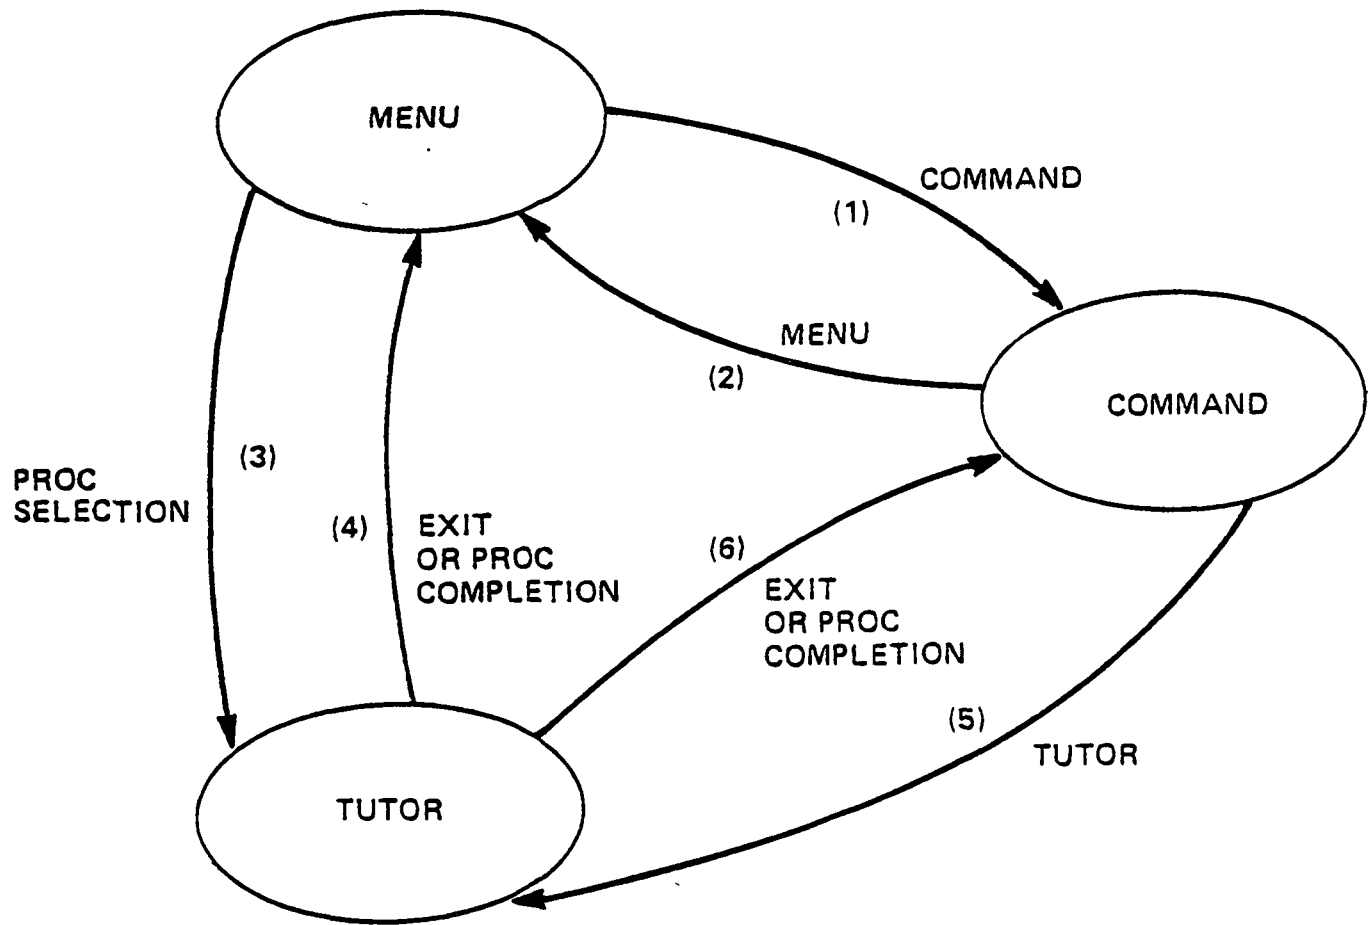 MENU
COMMAND
(1)
MENU
(2)
COMMAND
(3)
PROC
SELECTION
(4)
EXIT
OR PROC
COMPLETION
(6)
EXIT
OR PROC
COMPLETION
(5)
TUTOR
TUTOR